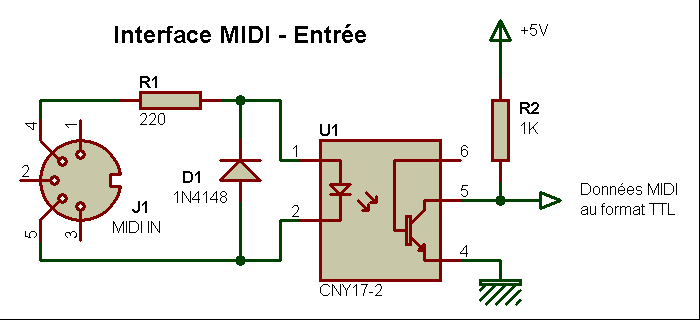 Interface MIDI - Entrée
+5V
R1
220
R2
1K
U1
4
1
2
5
3
J1
MIDI IN
D1
1N4148
1
2
6
5
4
CNY17-2
Données MIDI
au format TTL